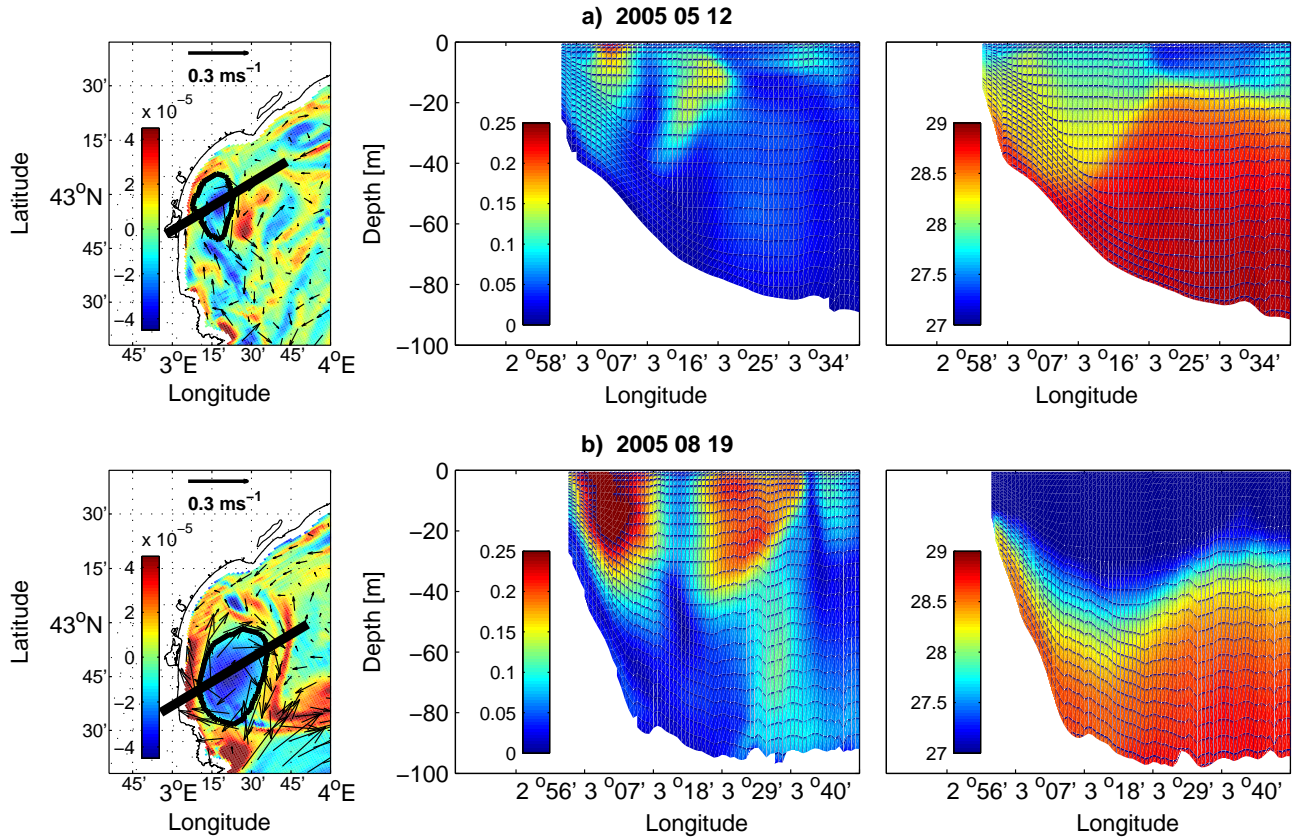 a) 2005 05 12
0.3 ms⁻¹
x 10⁻⁵
4
2
0
−2
−4
30'
15'
43°N
45'
30'
45' 3°E 15' 30' 45' 4°E
Latitude
Longitude
0
−20
−40
−60
−80
−100
Depth [m]
0.25
0.2
0.15
0.1
0.05
0
2 °58' 3 °07' 3 °16' 3 °25' 3 °34'
Longitude
29
28.5
28
27.5
27
2 °58' 3 °07' 3 °16' 3 °25' 3 °34'
Longitude
b) 2005 08 19
0.3 ms⁻¹
x 10⁻⁵
4
2
0
−2
−4
30'
15'
43°N
45'
30'
45' 3°E 15' 30' 45' 4°E
Latitude
Longitude
0
−20
−40
−60
−80
−100
Depth [m]
0.25
0.2
0.15
0.1
0.05
0
2 °56' 3 °07' 3 °18' 3 °29' 3 °40'
Longitude
29
28.5
28
27.5
27
2 °56' 3 °07' 3 °18' 3 °29' 3 °40'
Longitude